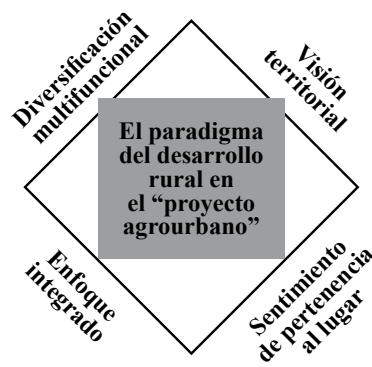 Diversificación
multifuncional
Visión
territorial
El paradigma
del desarrollo
rural en
el “proyecto
agrourbano”
Enfoque
integrado
Sentimiento
de pertenencia
al lugar